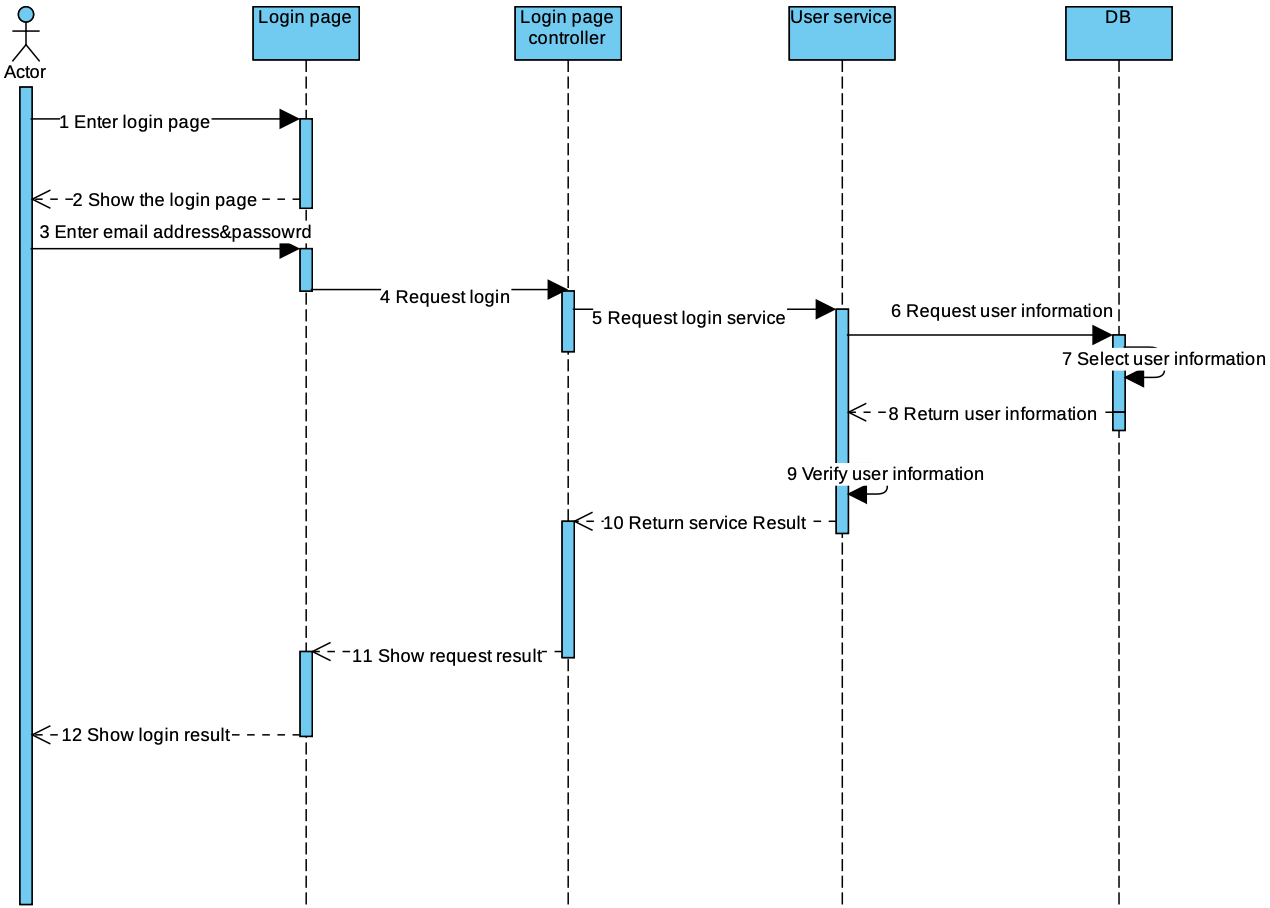 Login page
Login page
controller
User service
DB
Actor
1 Enter login page
2 Show the login page
3 Enter email address&passowrd
4 Request login
5 Request login service
6 Request user information
7 Select user information
8 Return user information
9 Verify user information
10 Return service Result
11 Show request result
12 Show login result